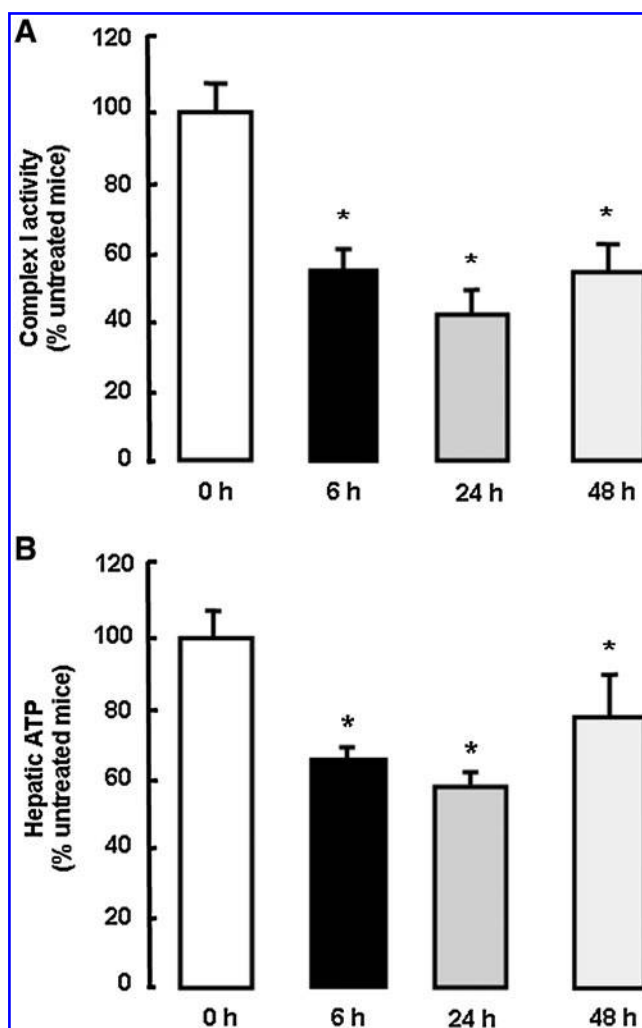 A
120
100
80
60
40
20
0
Complex I activity
(% untreated mice)
*
*
*
0 h
6 h
24 h
48 h
B
120
100
80
60
40
20
0
Hepatic ATP
(% untreated mice)
*
*
*
0 h
6 h
24 h
48 h